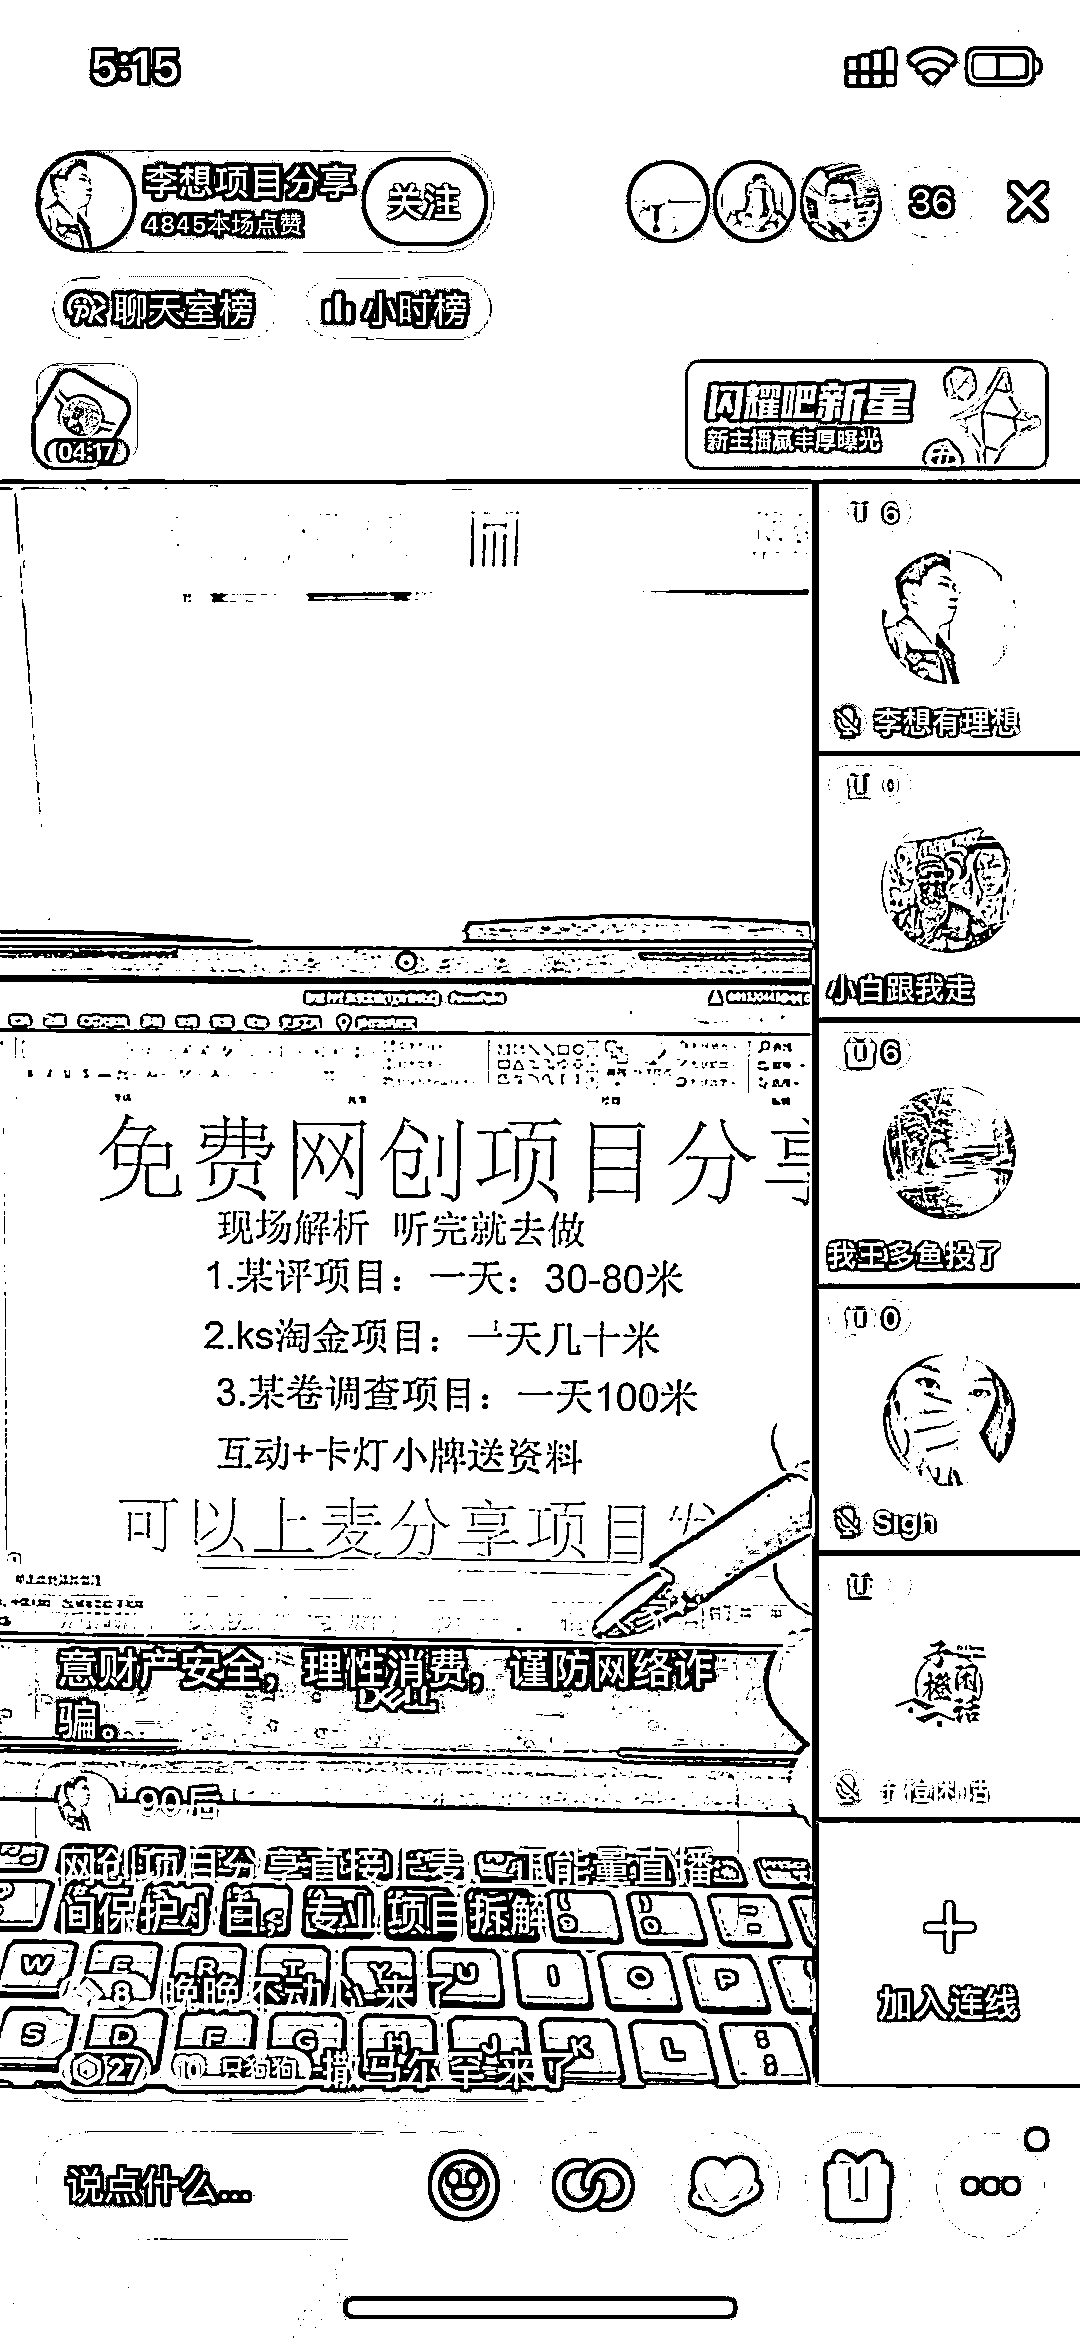 5:15
李想项目分享
4845本场点赞
关注
36
聊天室榜
小时榜
04:17
闪耀吧新星
新主播赢丰厚曝光
6
李想有理想
0
小白跟我走
6
我王多鱼投了
0
Sign
子橙闲话
子橙闲话
加入连线
免费网创项目分享
现场解析 听完就去做
1.某评项目：一天：30-80米
2.ks淘金项目：一天几十米
3.某卷调查项目：一天100米
互动+卡灯小牌送资料
可以上麦分享项目
意财产安全，理性消费，谨防网络诈
骗。
DELL
90后
网创项目分享直接上麦 正能量直播
间保护小白，专业项目拆解
W E R T Y U I O P
8 晚晚不动心 来了
S D F G H J K L
27 10 只狗狗 撒马尔罕 来了
说点什么...